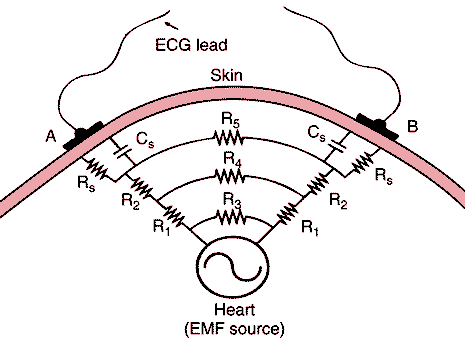 ECG lead
Skin
A
B
Cs
R5
Cs
Rs
R4
Rs
R2
R2
R3
R1
R1
Heart
(EMF source)